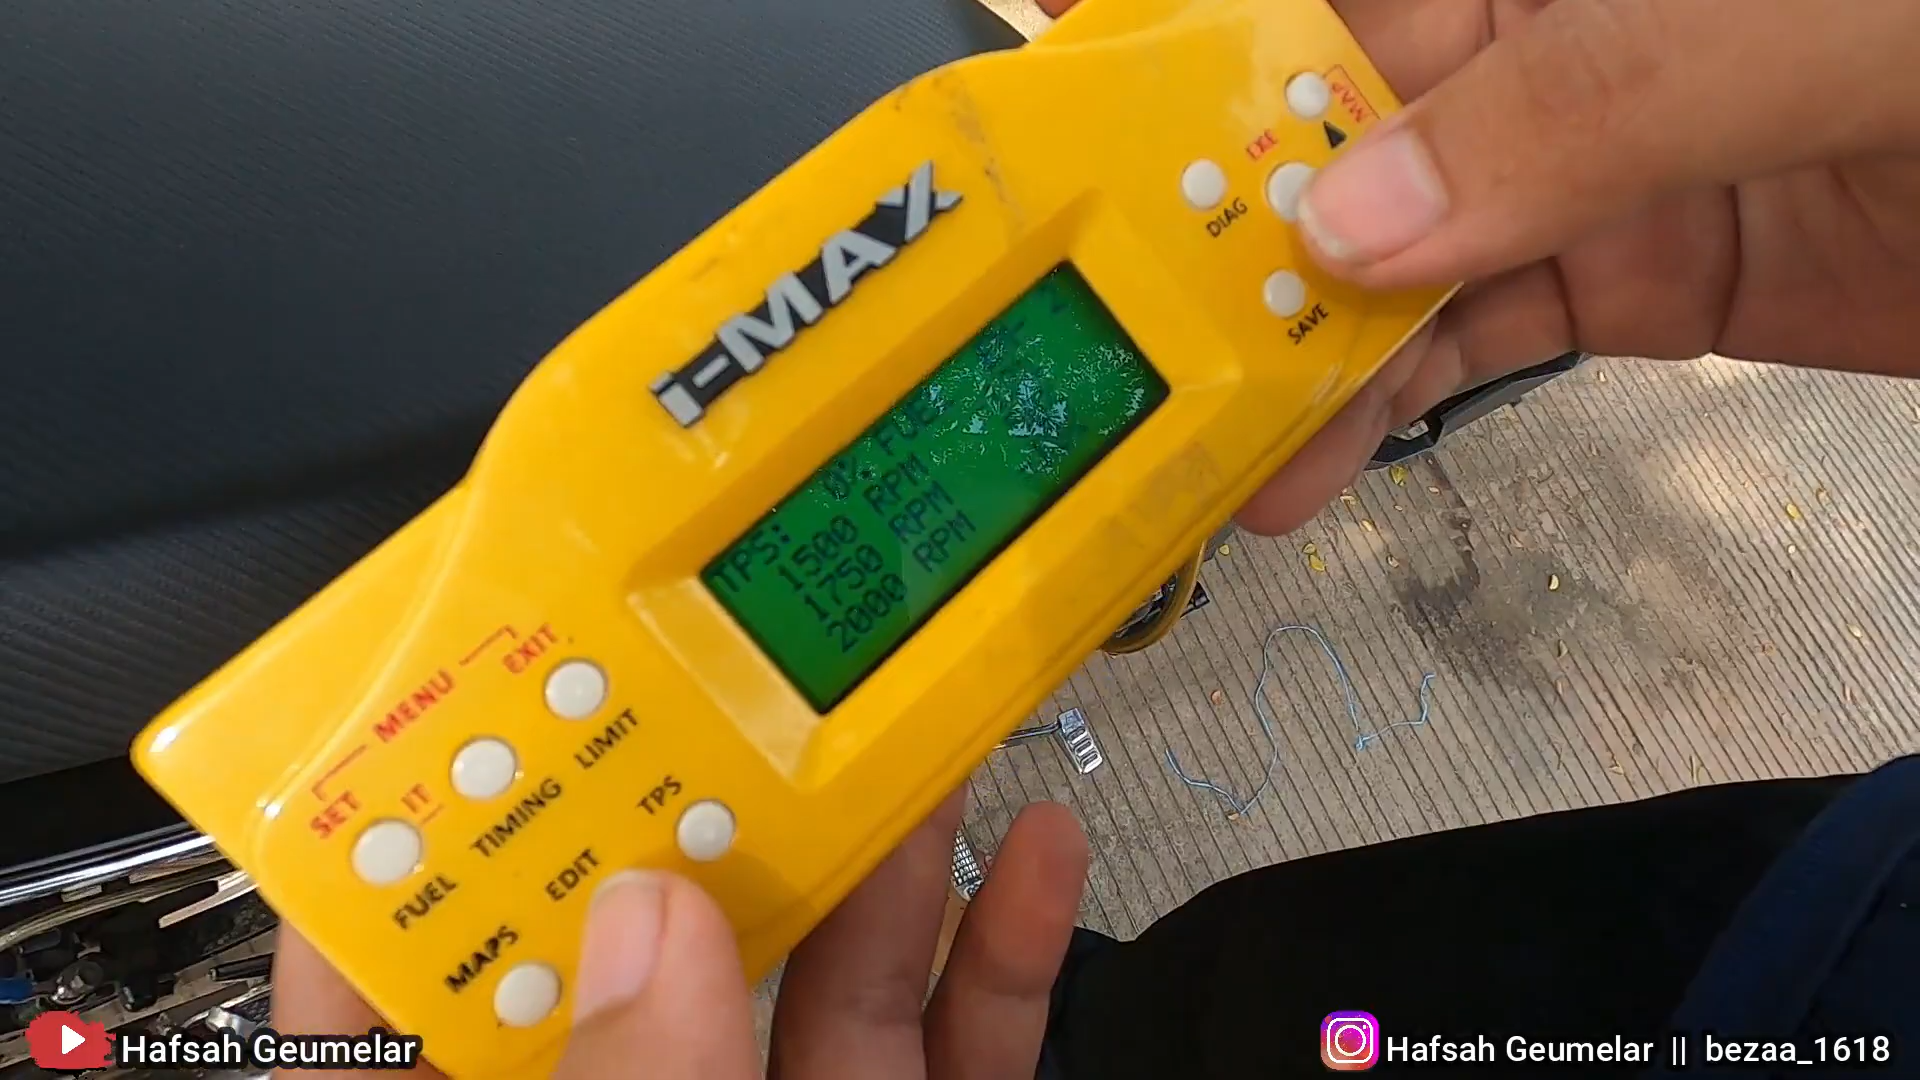 i-MAX
MAP
EXE
DIAG
SAVE
TPS: 0% FUEL
1500 RPM
1750 RPM
2000 RPM
MENU
SET
EXIT
IT
FUEL
TIMING
LIMIT
MAPS
EDIT
TPS
Hafsah Geumelar
Hafsah Geumelar || bezaa_1618